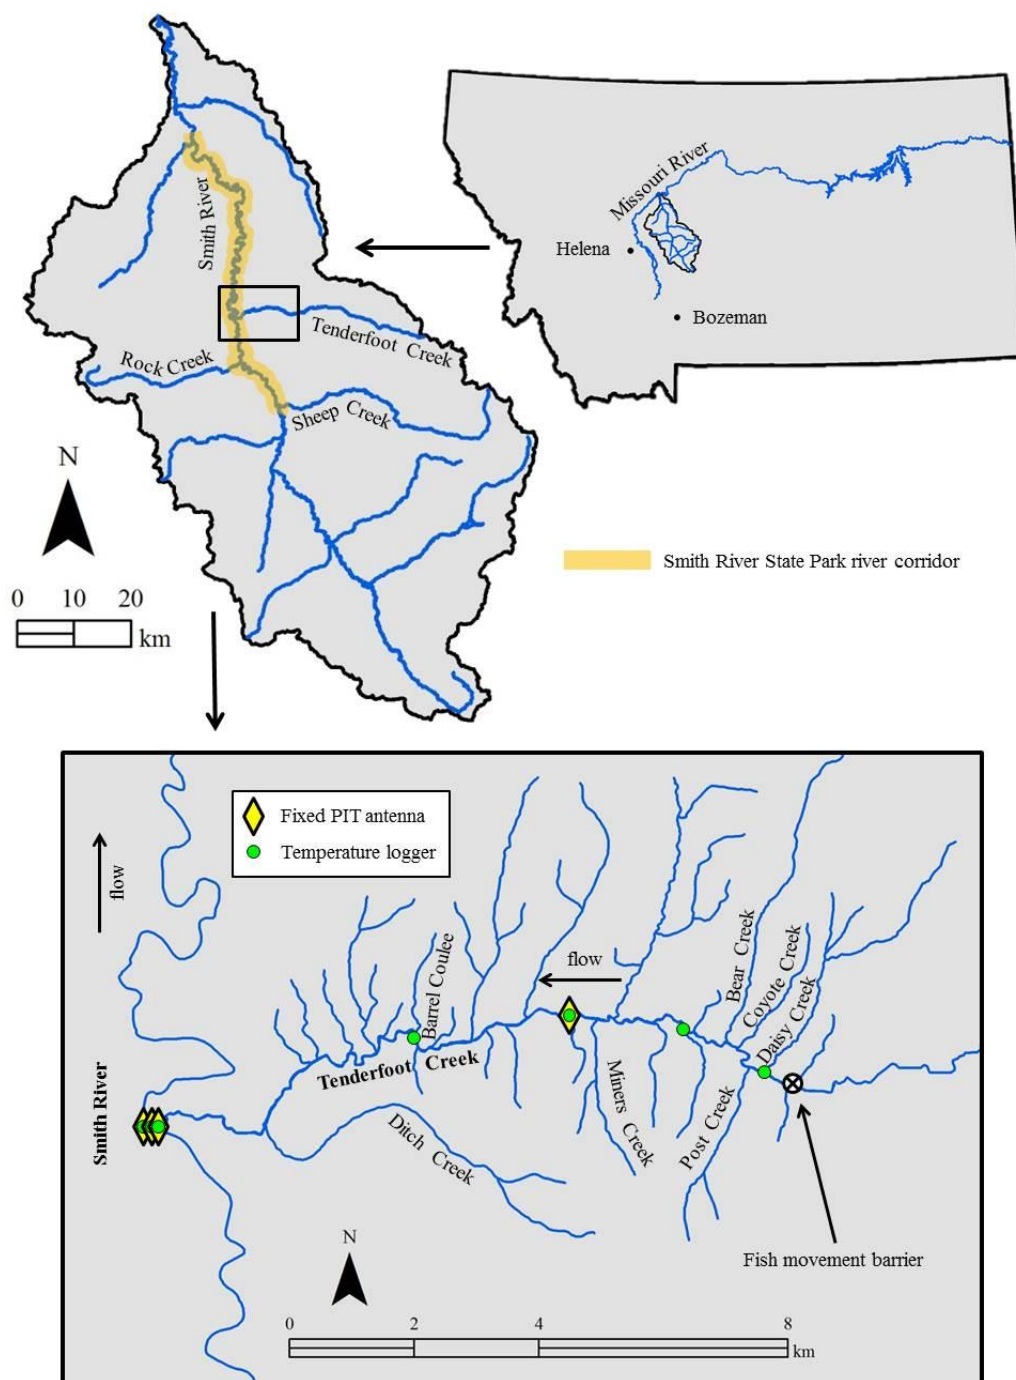 Missouri River
Helena
Bozeman
Smith River
Tenderfoot Creek
Rock Creek
Sheep Creek
N
0 10 20
km
Smith River State Park river corridor
Fixed PIT antenna
Temperature logger
flow
flow
Barrel Coulee
Bear Creek
Coyote Creek
Daisy Creek
Tenderfoot Creek
Smith River
Ditch Creek
Miners Creek
Post Creek
Fish movement barrier
N
0 2 4 8
km